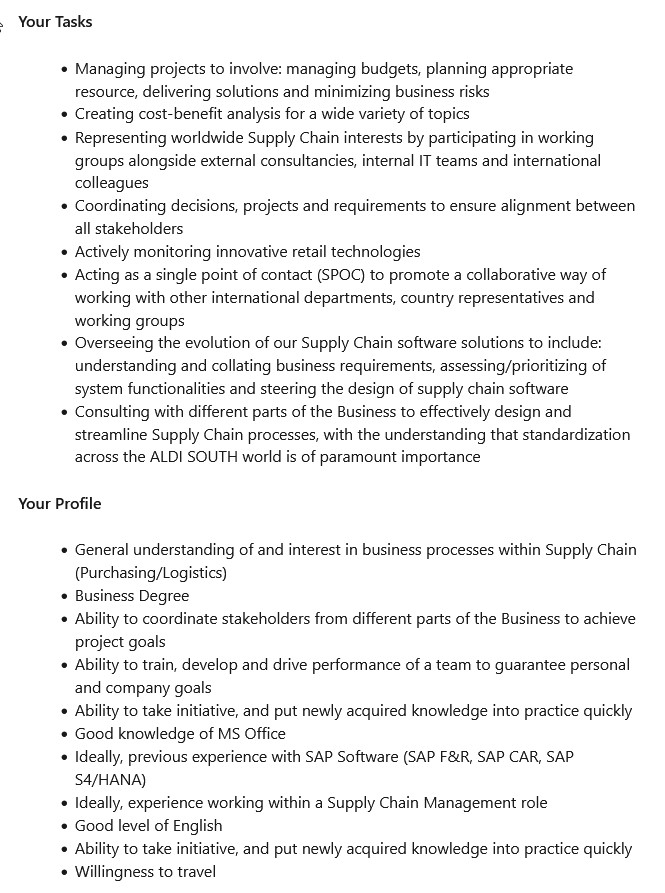 Your Tasks
• Managing projects to involve: managing budgets, planning appropriate
resource, delivering solutions and minimizing business risks
• Creating cost-benefit analysis for a wide variety of topics
• Representing worldwide Supply Chain interests by participating in working
groups alongside external consultancies, internal IT teams and international
colleagues
• Coordinating decisions, projects and requirements to ensure alignment between
all stakeholders
• Actively monitoring innovative retail technologies
• Acting as a single point of contact (SPOC) to promote a collaborative way of
working with other international departments, country representatives and
working groups
• Overseeing the evolution of our Supply Chain software solutions to include:
understanding and collating business requirements, assessing/prioritizing of
system functionalities and steering the design of supply chain software
• Consulting with different parts of the Business to effectively design and
streamline Supply Chain processes, with the understanding that standardization
across the ALDI SOUTH world is of paramount importance
Your Profile
• General understanding of and interest in business processes within Supply Chain
(Purchasing/Logistics)
• Business Degree
• Ability to coordinate stakeholders from different parts of the Business to achieve
project goals
• Ability to train, develop and drive performance of a team to guarantee personal
and company goals
• Ability to take initiative, and put newly acquired knowledge into practice quickly
• Good knowledge of MS Office
• Ideally, previous experience with SAP Software (SAP F&R, SAP CAR, SAP
S4/HANA)
• Ideally, experience working within a Supply Chain Management role
• Good level of English
• Ability to take initiative, and put newly acquired knowledge into practice quickly
• Willingness to travel